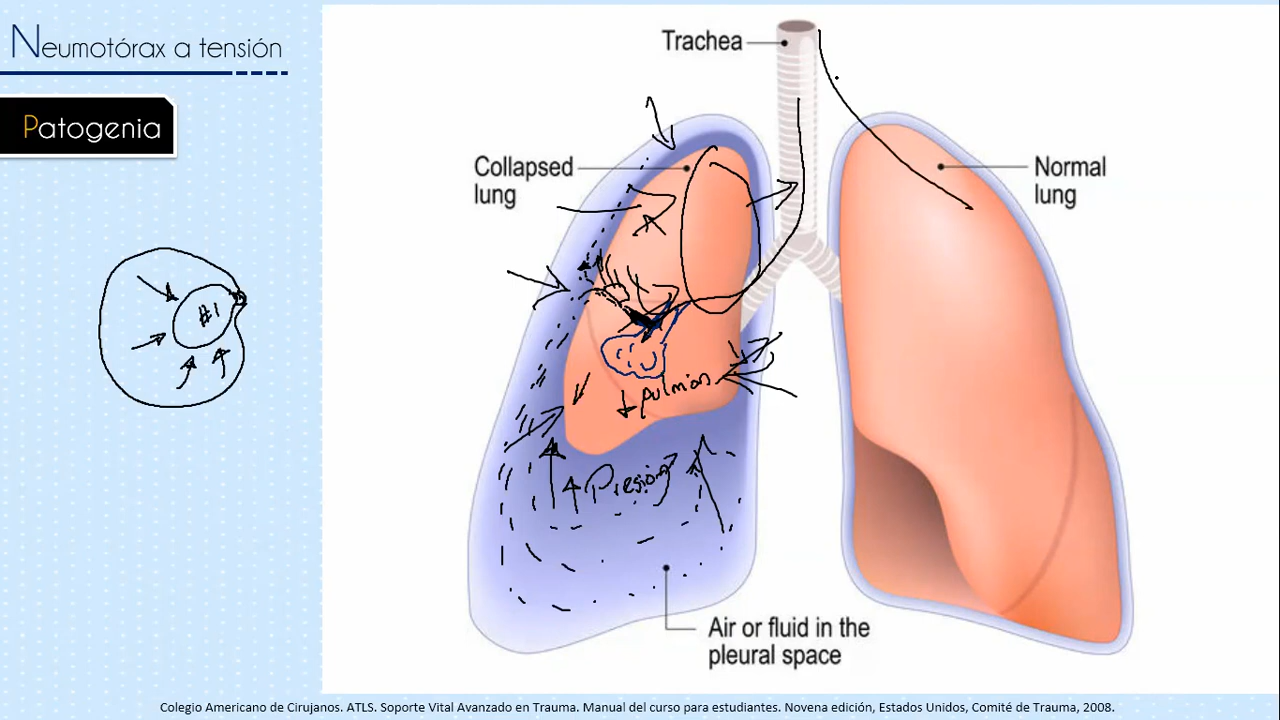 Neumotórax a tensión
Patogenia
Trachea
Collapsed
lung
Normal
lung
#1
↓ pulmón
↑ Presión
Air or fluid in the
pleural space
Colegio Americano de Cirujanos. ATLS. Soporte Vital Avanzado en Trauma. Manual del curso para estudiantes. Novena edición, Estados Unidos, Comité de Trauma, 2008.